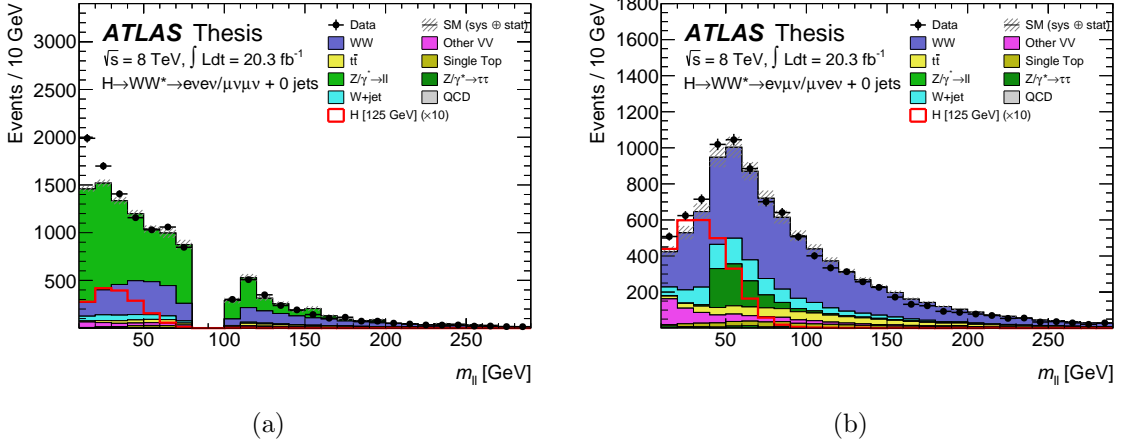 ATLAS Thesis
√s = 8 TeV, ∫ Ldt = 20.3 fb⁻¹
H→WW*→eνeν/μνμν + 0 jets
Data
SM (sys ⊕ stat)
WW
Other VV
tt̄
Single Top
Z/γ*→ll
Z/γ*→ττ
W+jet
QCD
H [125 GeV] (×10)
Events / 10 GeV
3000
2500
2000
1500
1000
500
50 100 150 200 250
m_ll [GeV]
(a)
ATLAS Thesis
√s = 8 TeV, ∫ Ldt = 20.3 fb⁻¹
H→WW*→eνμν/μνeν + 0 jets
Data
SM (sys ⊕ stat)
WW
Other VV
tt̄
Single Top
Z/γ*→ll
Z/γ*→ττ
W+jet
QCD
H [125 GeV] (×10)
Events / 10 GeV
1800
1600
1400
1200
1000
800
600
400
200
50 100 150 200 250
m_ll [GeV]
(b)